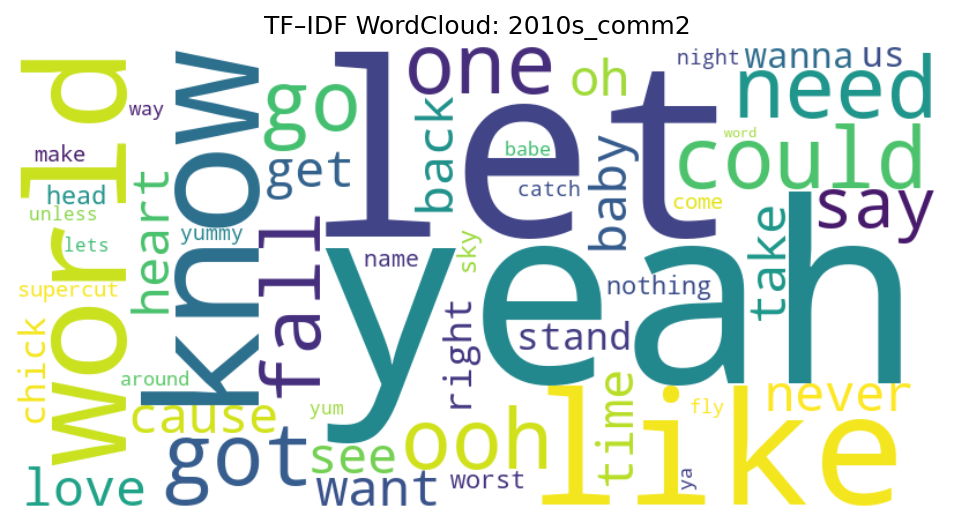 TF–IDF WordCloud: 2010s_comm2
world
know
let
yeah
like
one
oh
night
wanna
us
need
go
back
could
word
way
make
get
babe
baby
catch
come
say
head
heart
unless
yummy
lets
fall
name
sky
nothing
take
supercut
right
stand
chick
around
cause
yum
ooh
time
fly
never
got
see
want
worst
ya
love